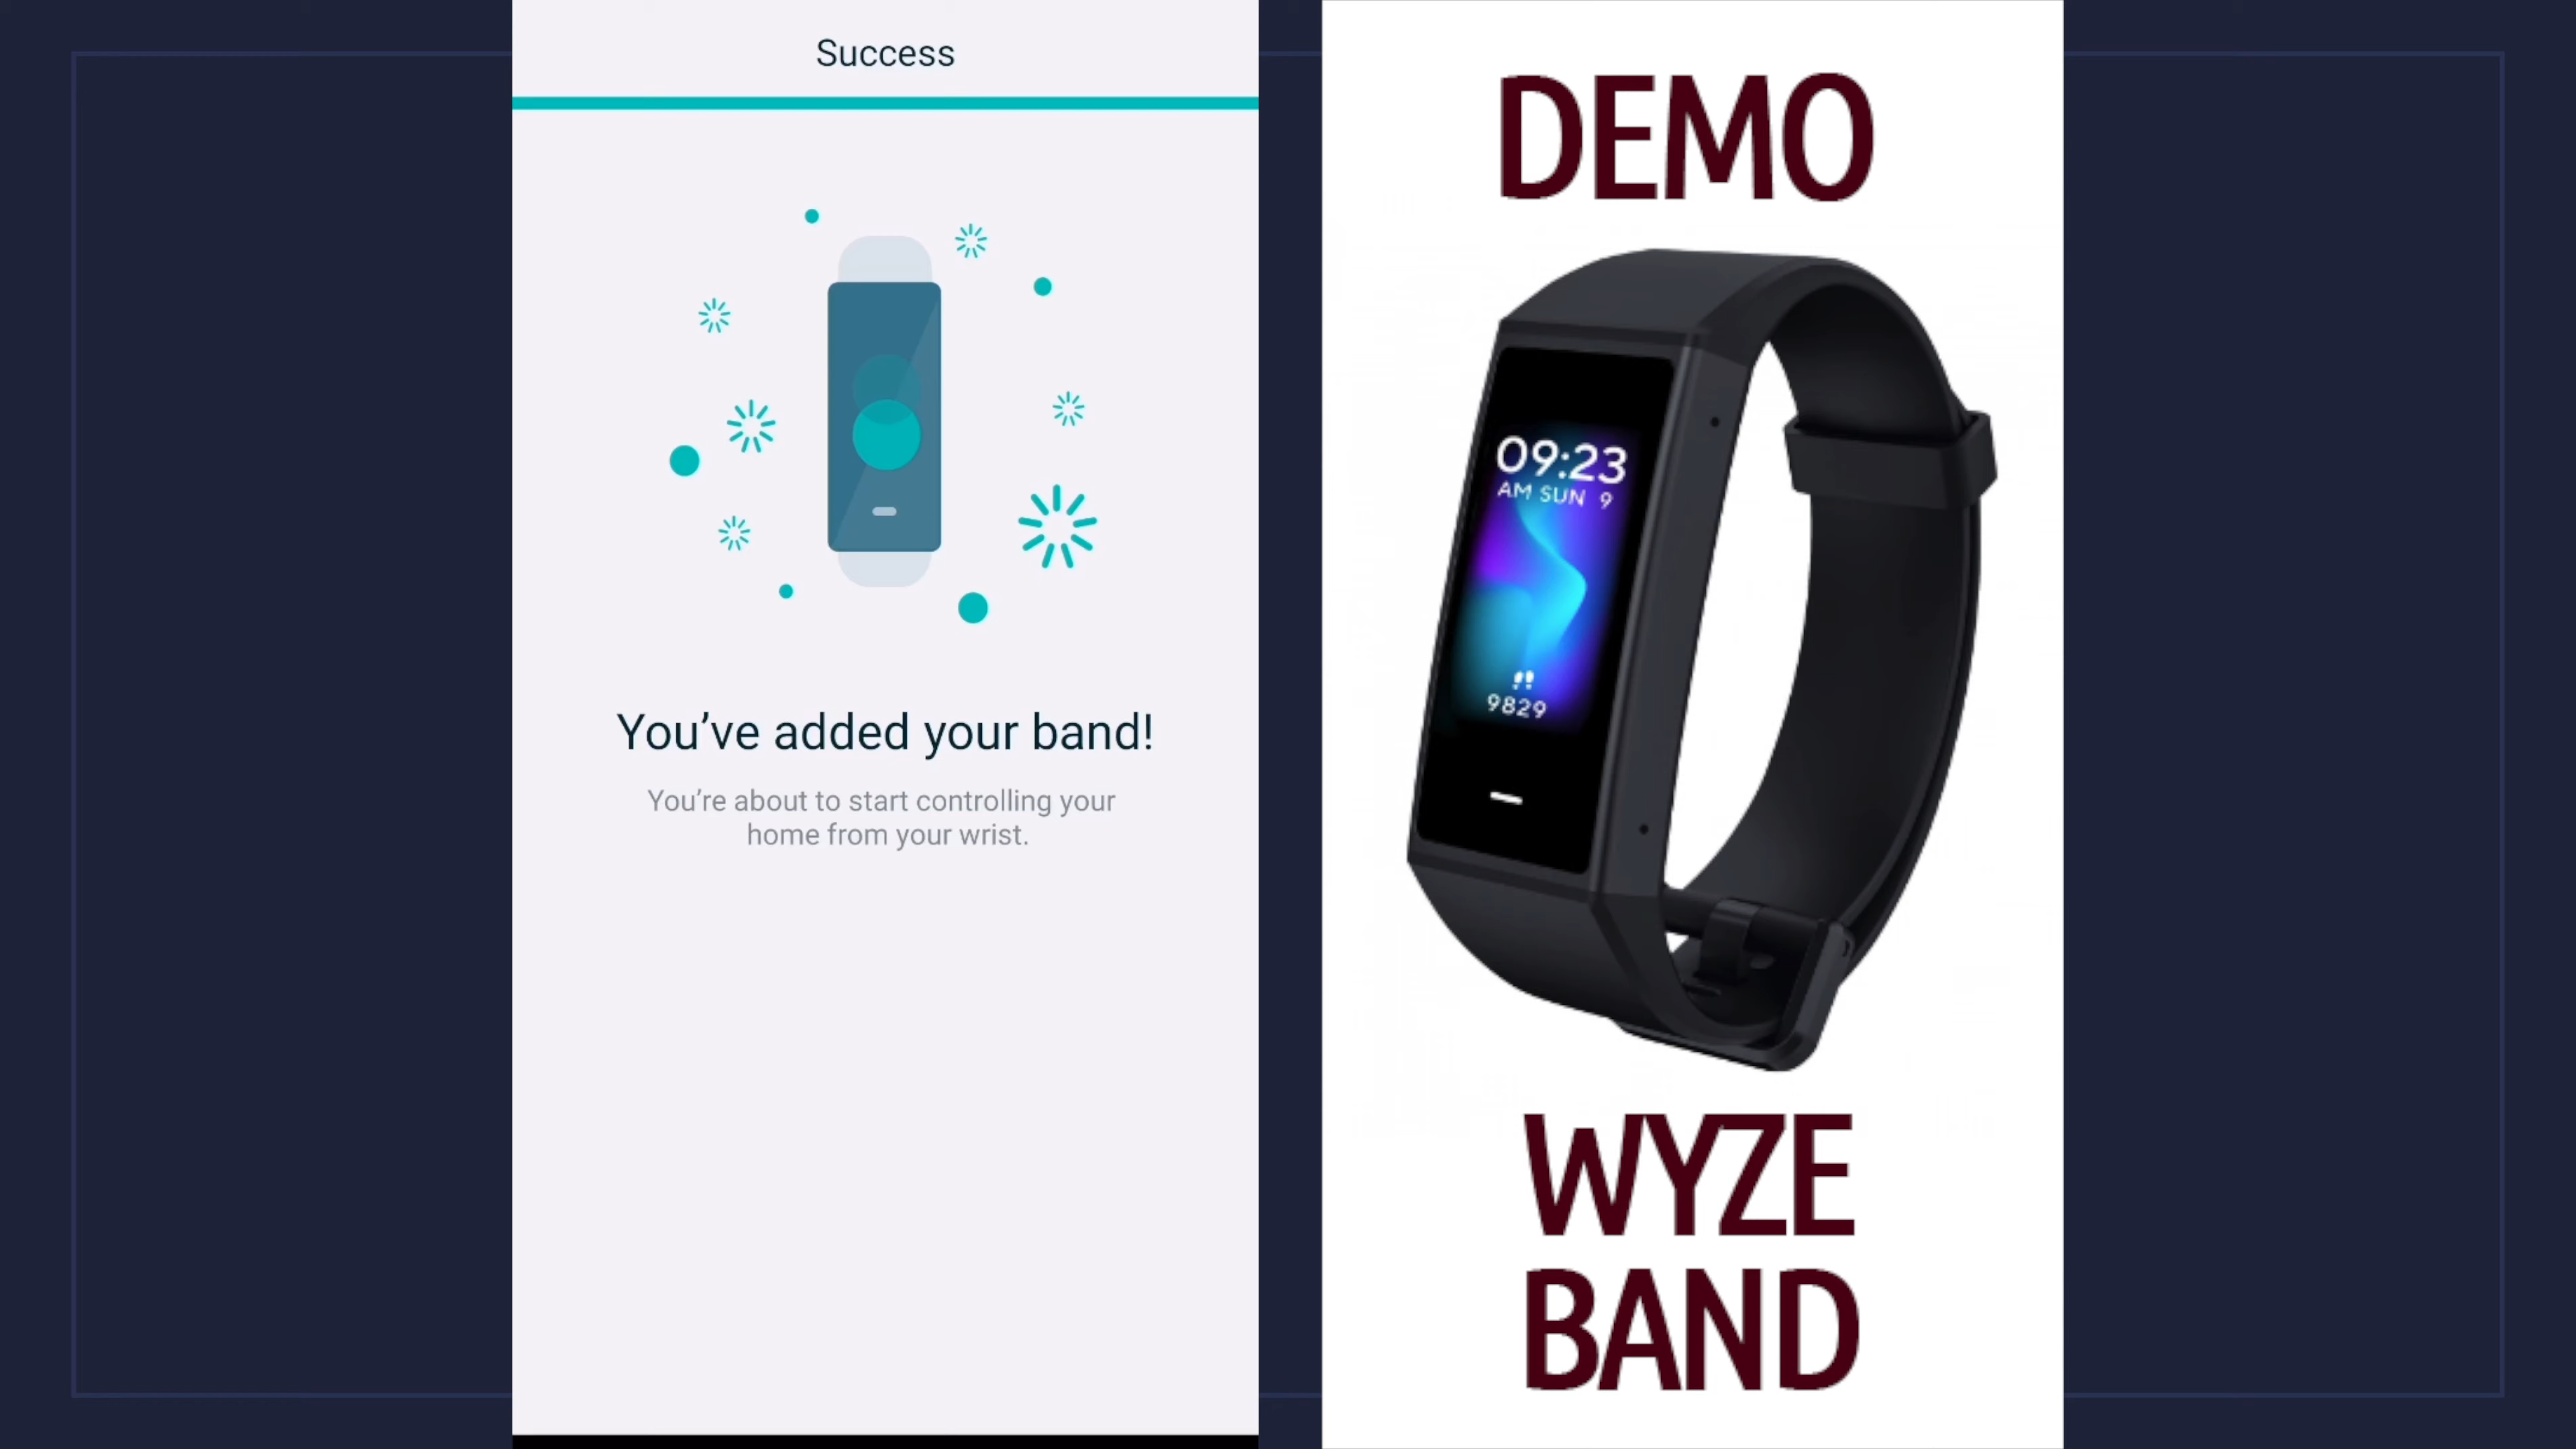 Success
You’ve added your band!
You’re about to start controlling your
home from your wrist.
DEMO
09:23
AM SUN 9
9829
WYZE
BAND